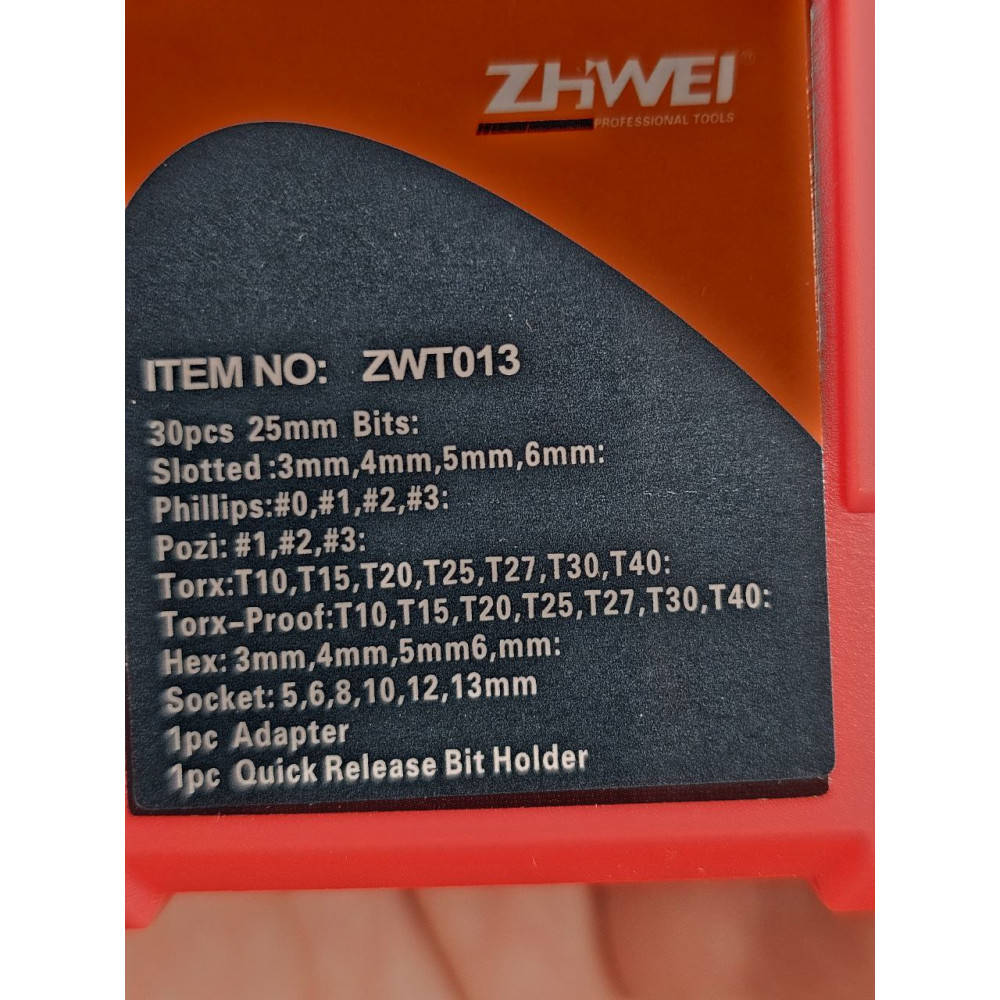 ZHWEI®
PROFESSIONAL TOOLS
ITEM NO: ZWT013
30pcs 25mm Bits:
Slotted :3mm,4mm,5mm,6mm:
Phillips:#0,#1,#2,#3:
Pozi: #1,#2,#3:
Torx:T10,T15,T20,T25,T27,T30,T40:
Torx-Proof:T10,T15,T20,T25,T27,T30,T40:
Hex: 3mm,4mm,5mm6,mm:
Socket: 5,6,8,10,12,13mm
1pc Adapter
1pc Quick Release Bit Holder